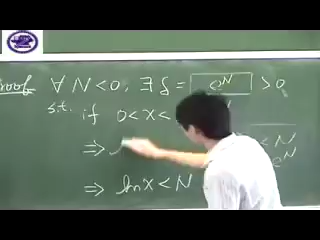 Proof ∀ N < 0, ∃ δ = e^N > 0
s.t. if 0 < x <
⇒
< N
e^N
⇒ ln x < N